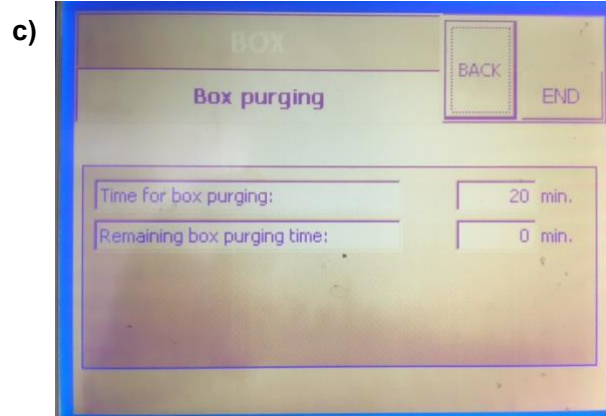 c)
BOX
BACK
END
Box purging
Time for box purging: 20 min.
Remaining box purging time: 0 min.